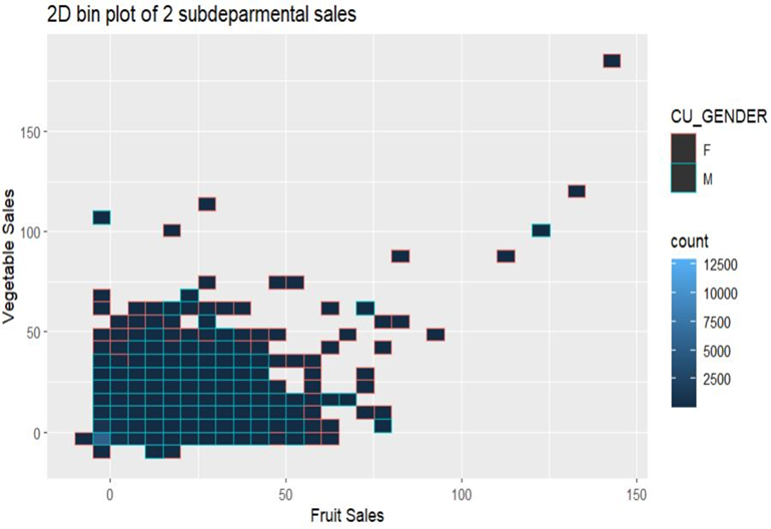 2D bin plot of 2 subdeparmental sales
Vegetable Sales
150
100
50
0
0
50
100
150
Fruit Sales
CU_GENDER
F
M
count
12500
10000
7500
5000
2500